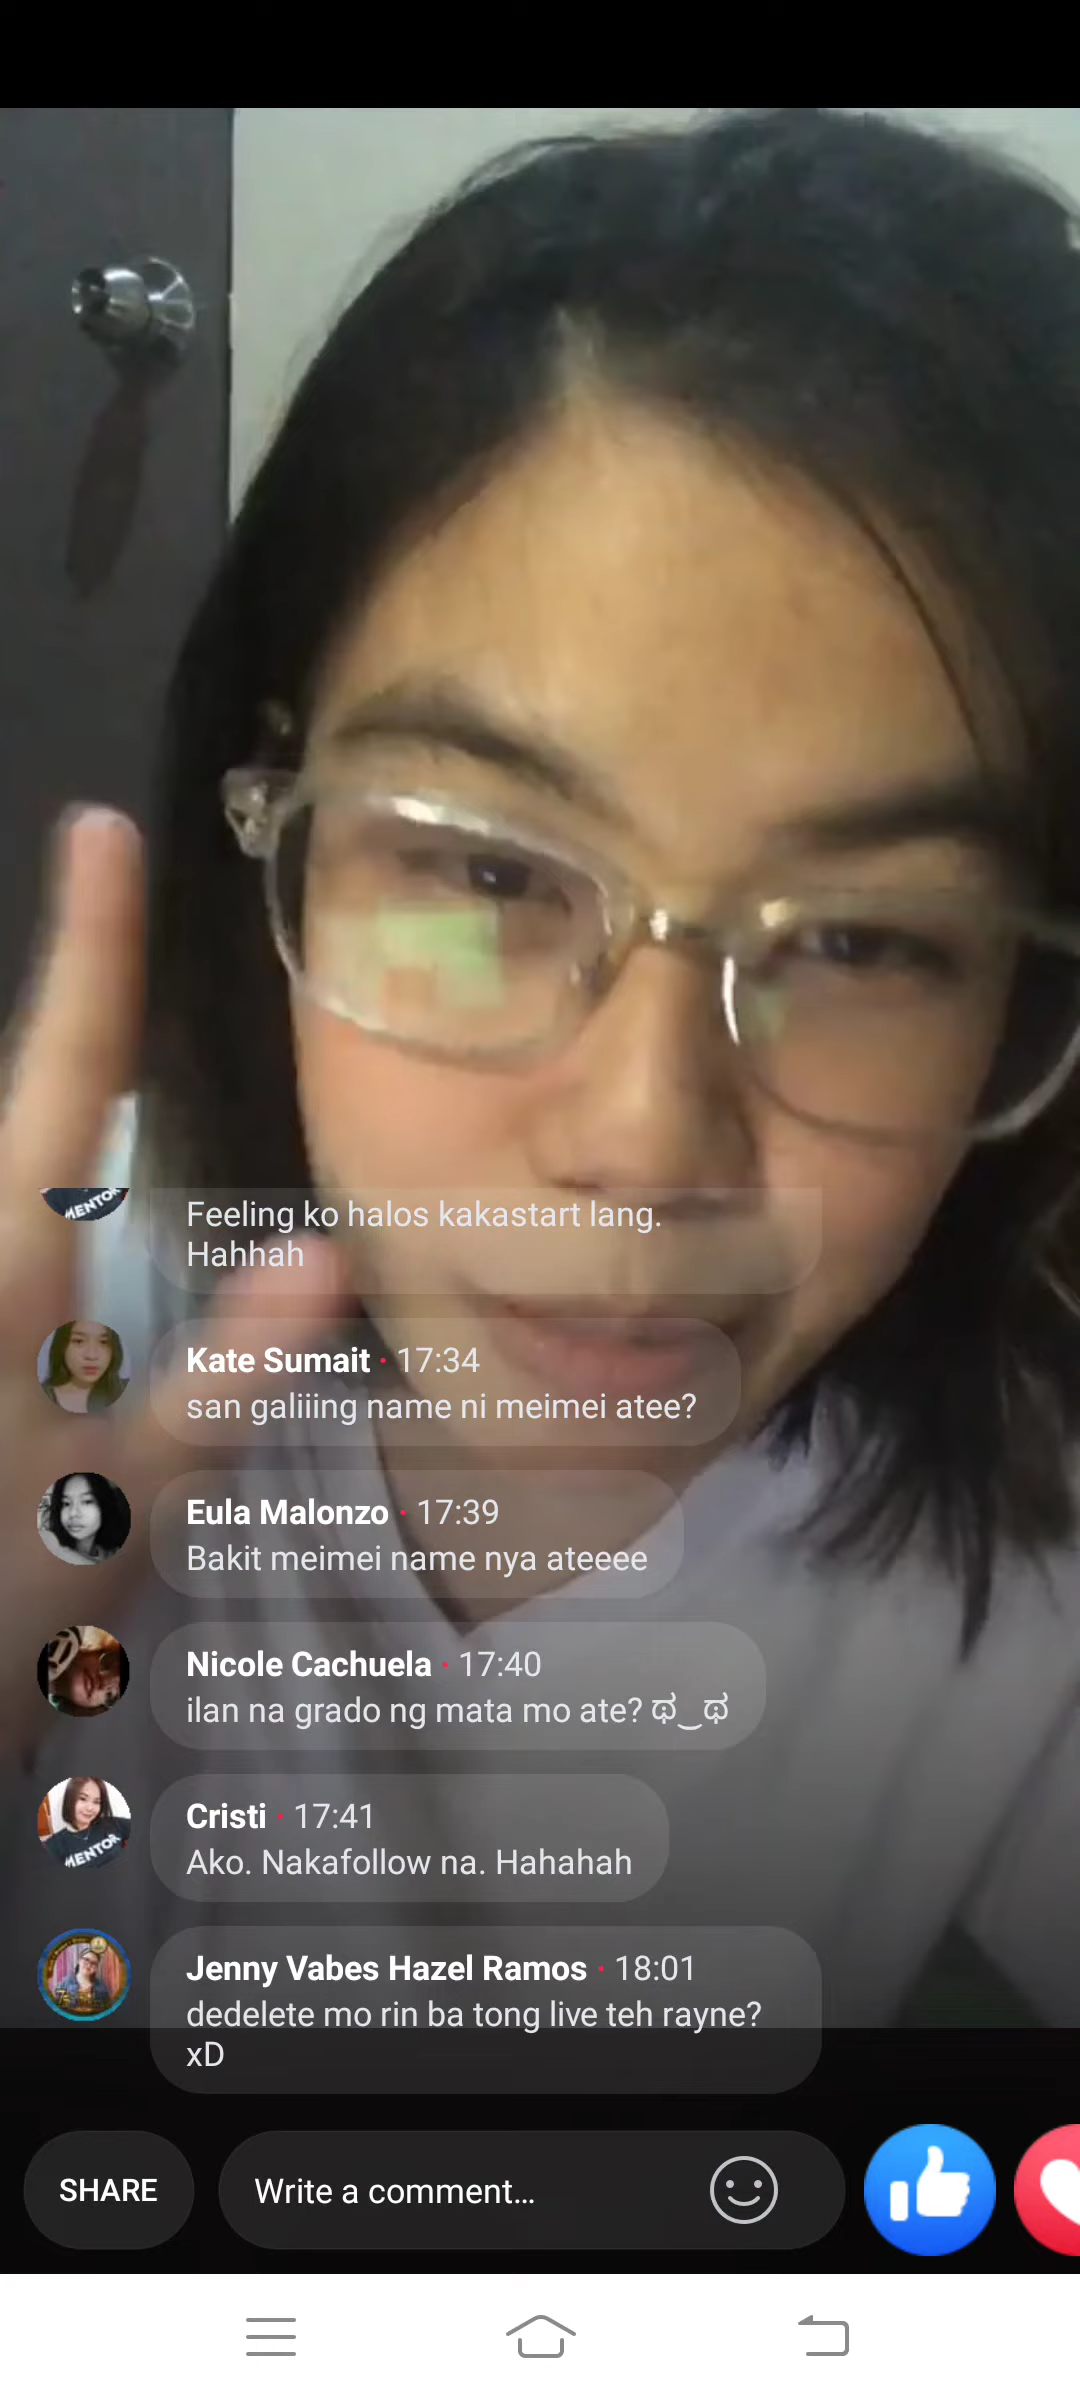 MENTOR
Feeling ko halos kakastart lang.
Hahhah
Kate Sumait • 17:34
san galiiing name ni meimei atee?
Eula Malonzo • 17:39
Bakit meimei name nya ateeee
Nicole Cachuela • 17:40
ilan na grado ng mata mo ate? ಥ‿ಥ
Cristi • 17:41
Ako. Nakafollow na. Hahahah
MENTOR
Jenny Vabes Hazel Ramos • 18:01
dedelete mo rin ba tong live teh rayne?
xD
SHARE
Write a comment...